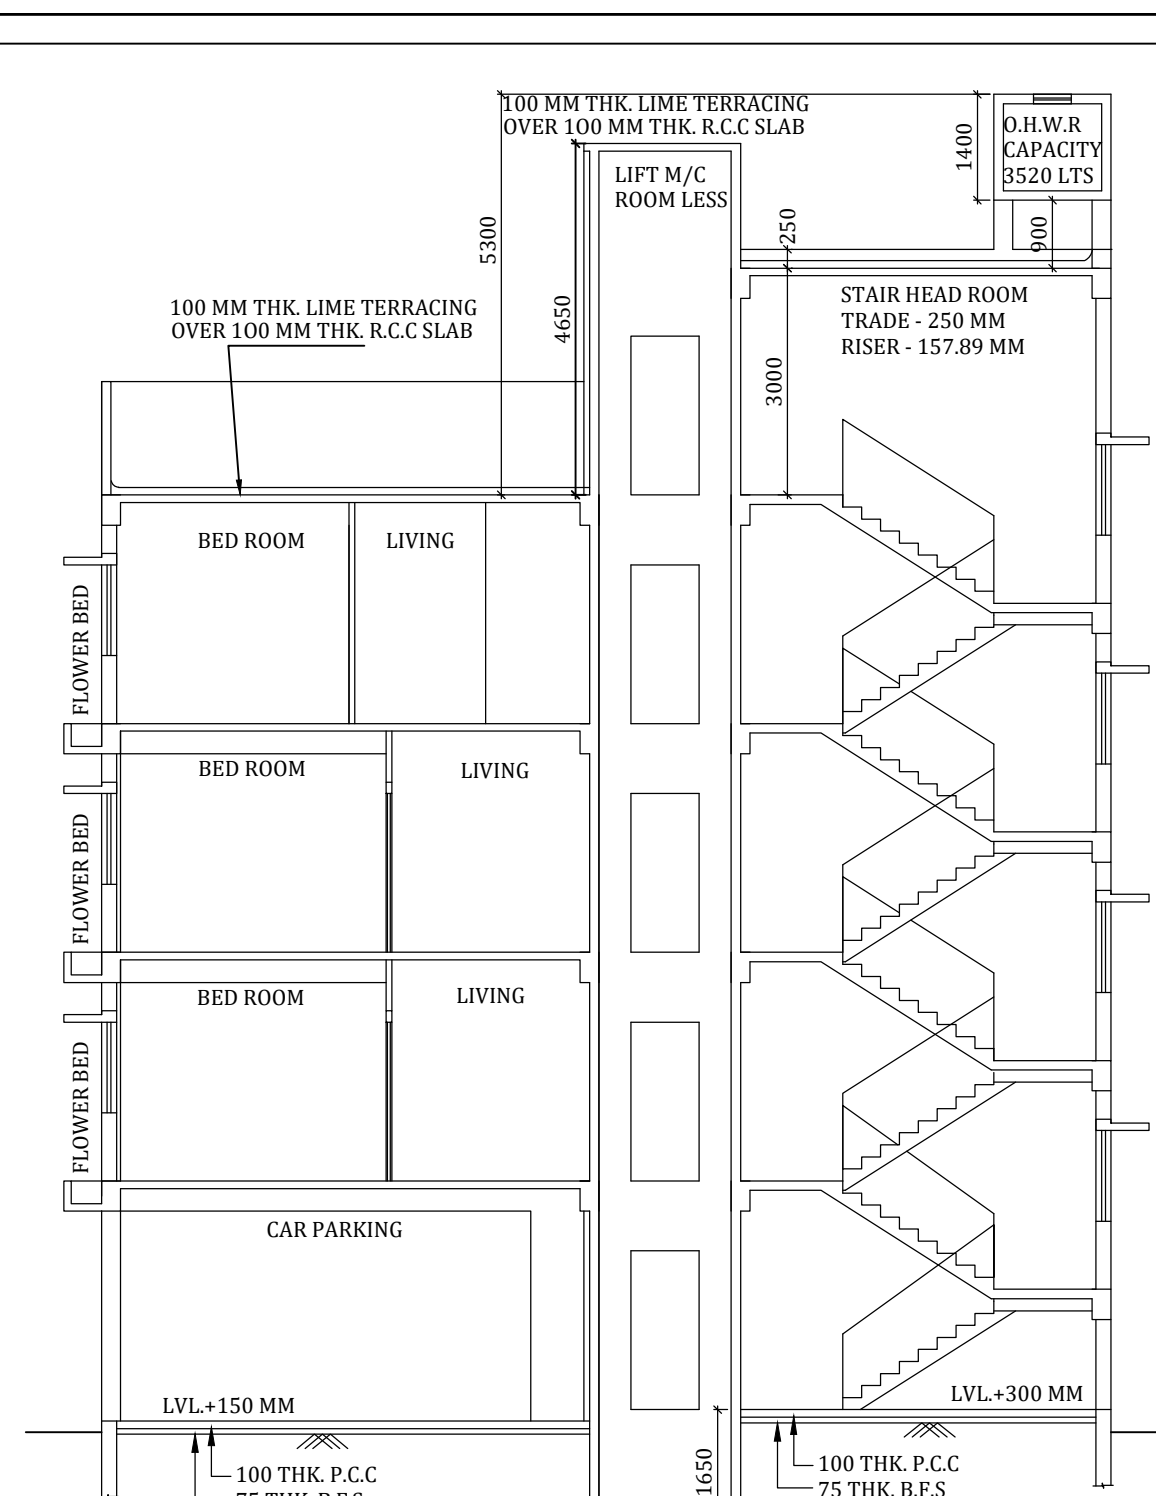 100 MM THK. LIME TERRACING
OVER 100 MM THK. R.C.C SLAB
O.H.W.R
CAPACITY
3520 LTS
1400
LIFT M/C
ROOM LESS
5300
250
900
100 MM THK. LIME TERRACING
OVER 100 MM THK. R.C.C SLAB
4650
STAIR HEAD ROOM
TRADE - 250 MM
RISER - 157.89 MM
3000
BED ROOM
LIVING
FLOWER BED
BED ROOM
LIVING
FLOWER BED
BED ROOM
LIVING
FLOWER BED
CAR PARKING
LVL.+150 MM
LVL.+300 MM
1650
100 THK. P.C.C
75 THK. B.F.S
100 THK. P.C.C
75 THK. B.F.S